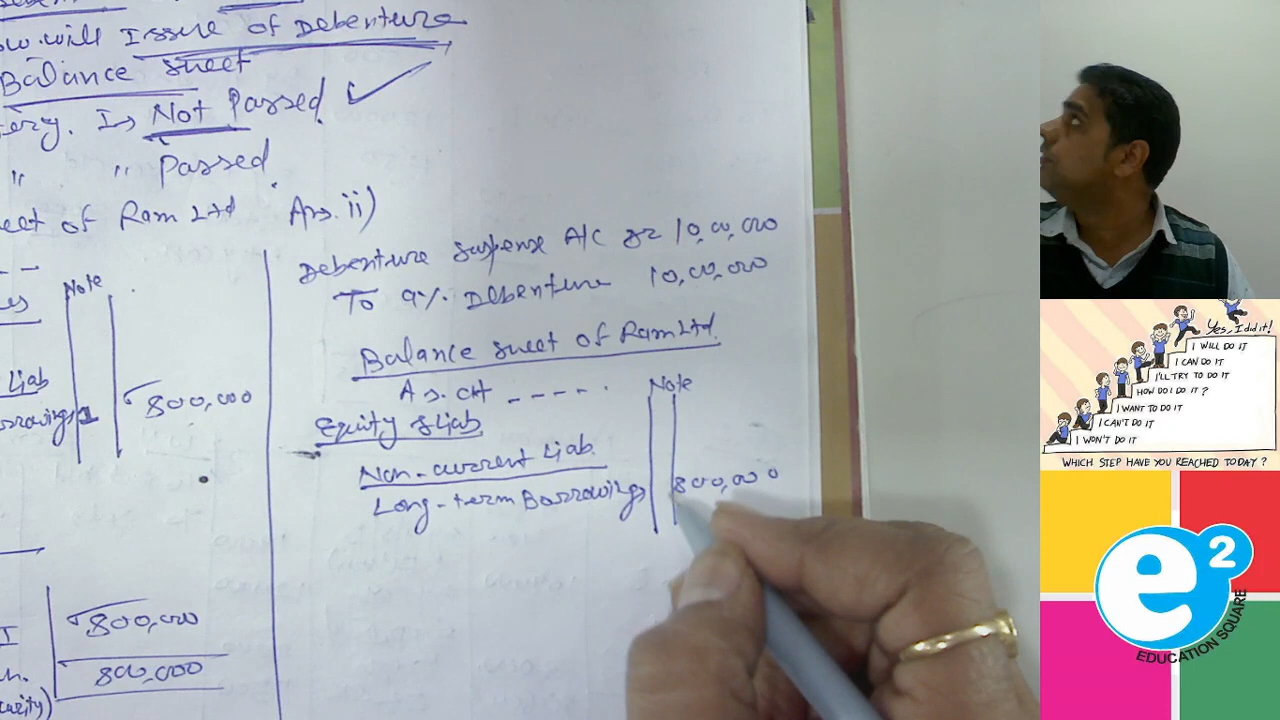 Issue of Debenture
Balance sheet
Is Not Passed
" " Passed
of Ram Ltd
Note
Liab
800,000
800,000
800,000
Ans. ii)
Debenture suspense A/c Dr 10,00,000
To 9% Debenture 10,00,000
Balance sheet of Ram Ltd.
As at ----
Note
Equity & Liab
Non-current Liab.
Long-term Borrowings 800,000
Yes, I did it!
I WILL DO IT
I CAN DO IT
I'LL TRY TO DO IT
HOW DO I DO IT ?
I WANT TO DO IT
I CAN'T DO IT
I WON'T DO IT
WHICH STEP HAVE YOU REACHED TODAY ?
e2
EDUCATION SQUARE